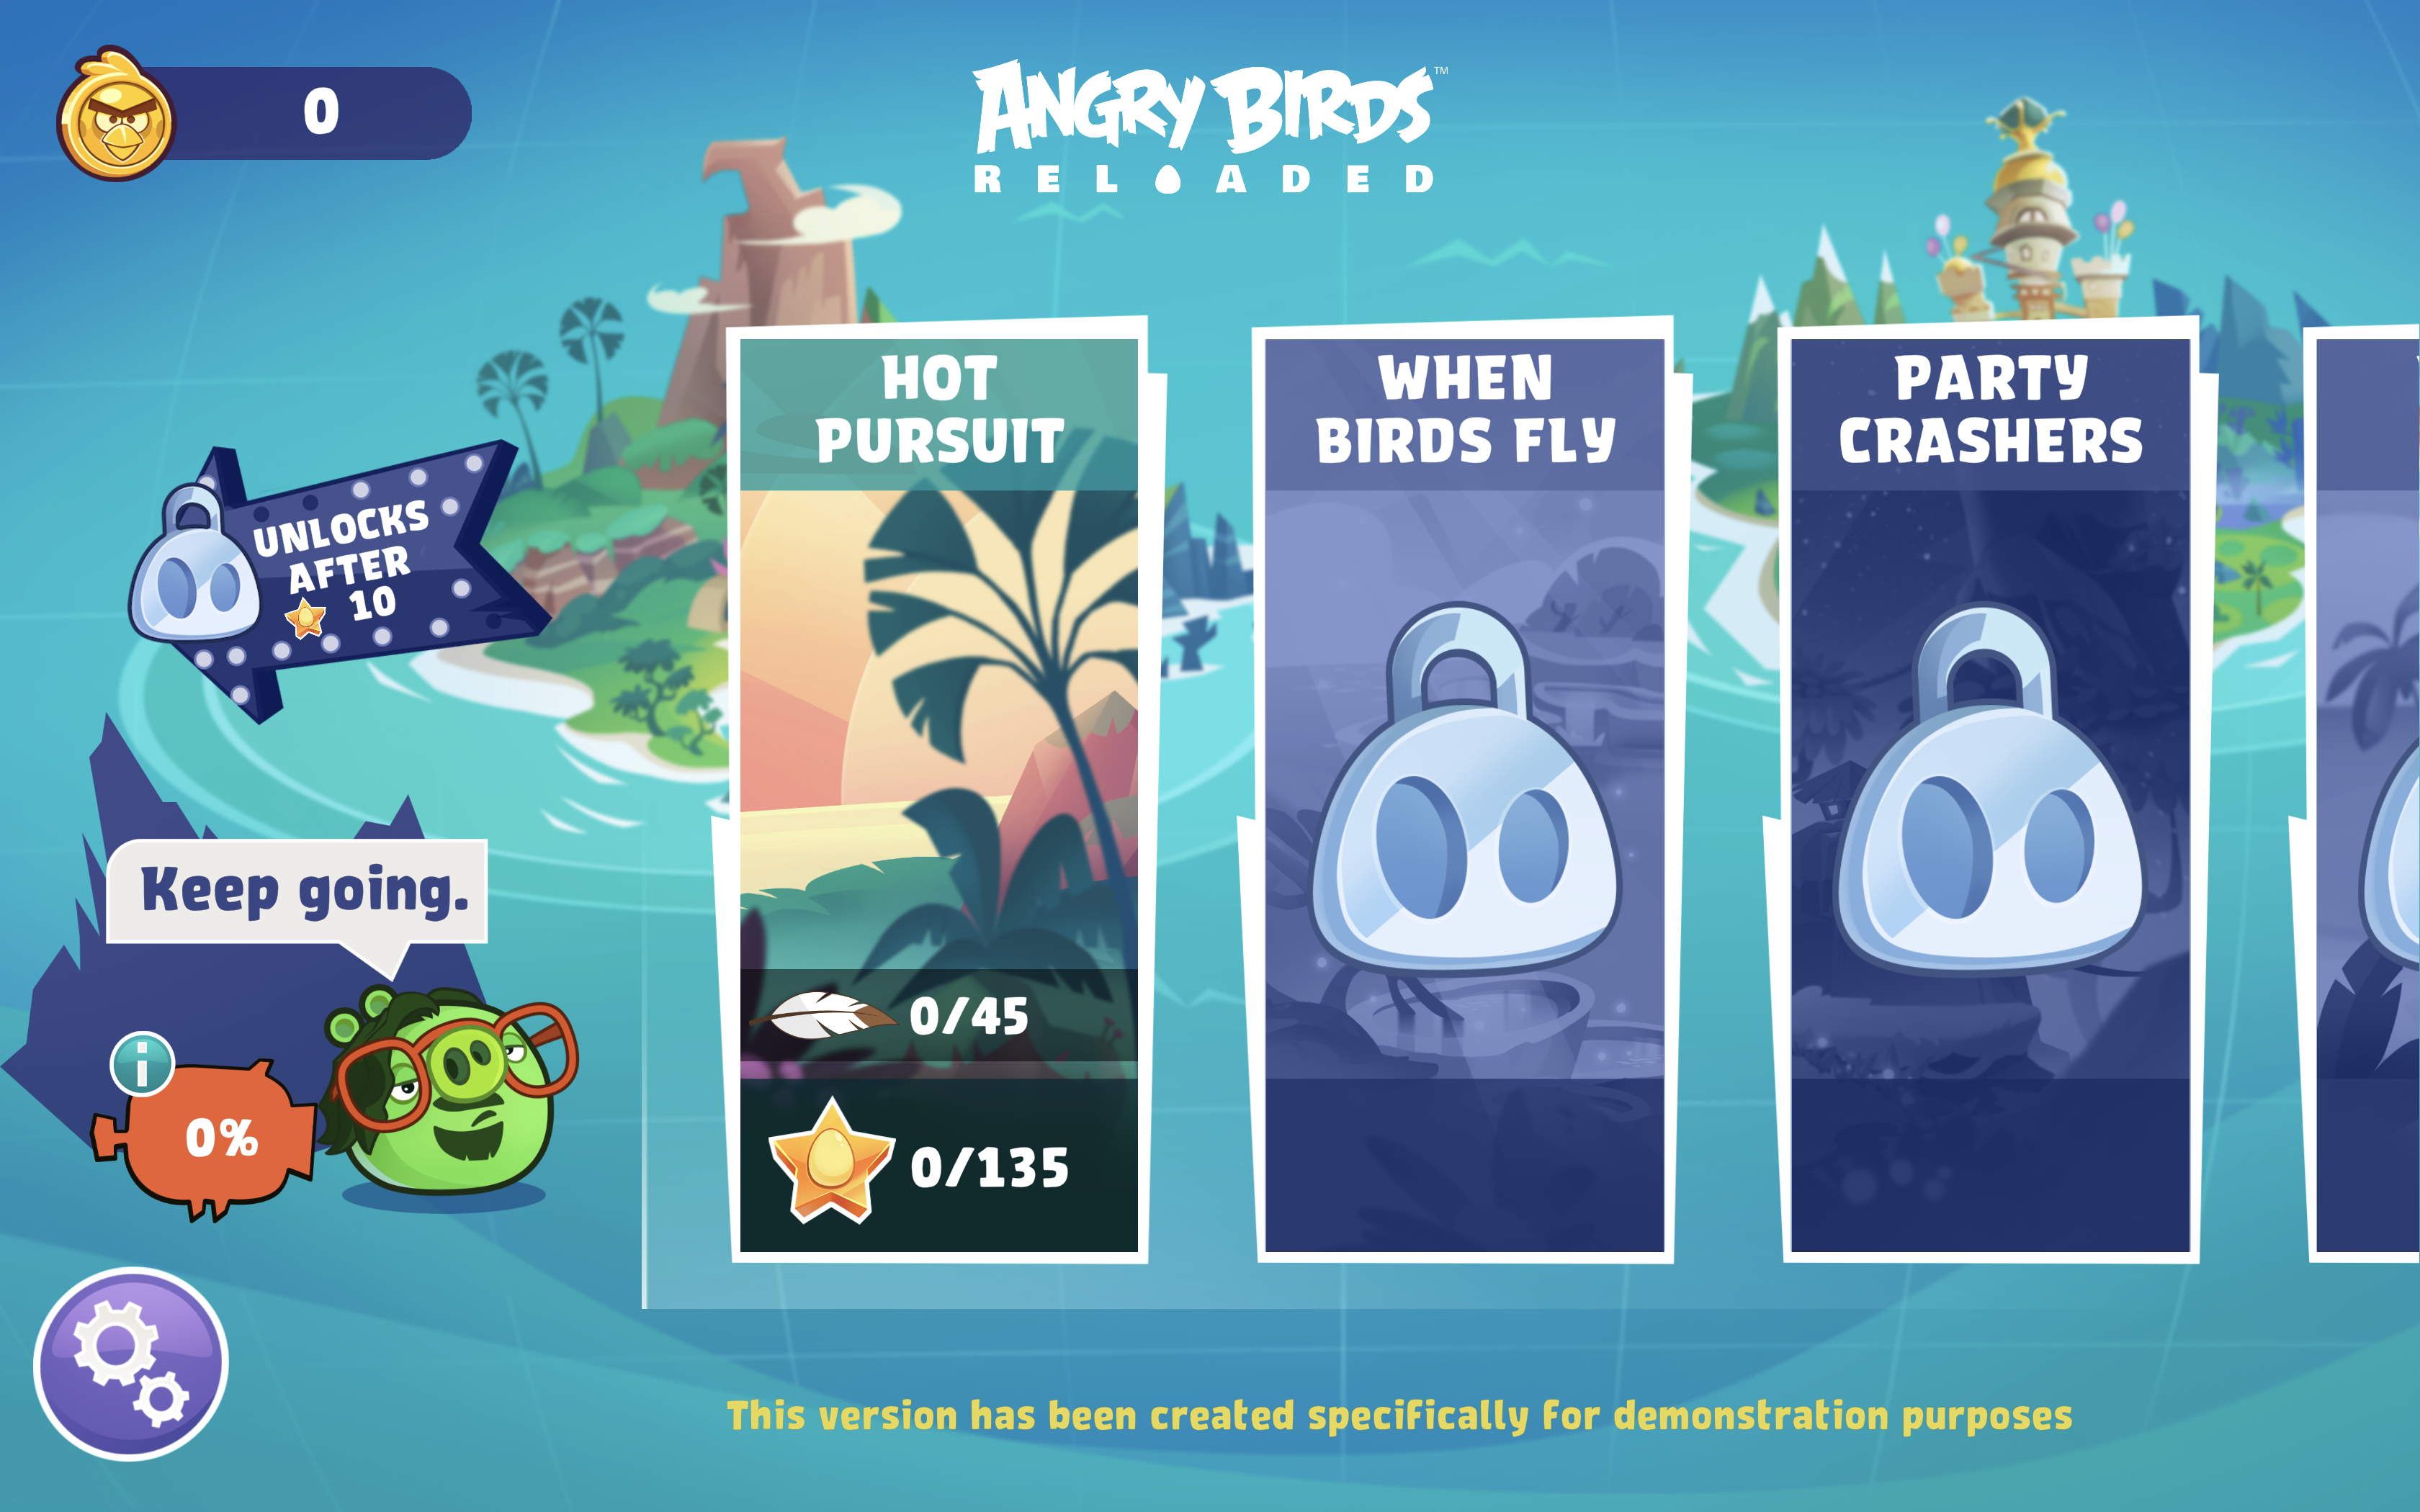 0
ANGRY BIRDS™
RELOADED
HOT
PURSUIT
WHEN
BIRDS FLY
PARTY
CRASHERS
UNLOCKS
AFTER
10
Keep going.
i
0%
0/45
0/135
This version has been created specifically for demonstration purposes